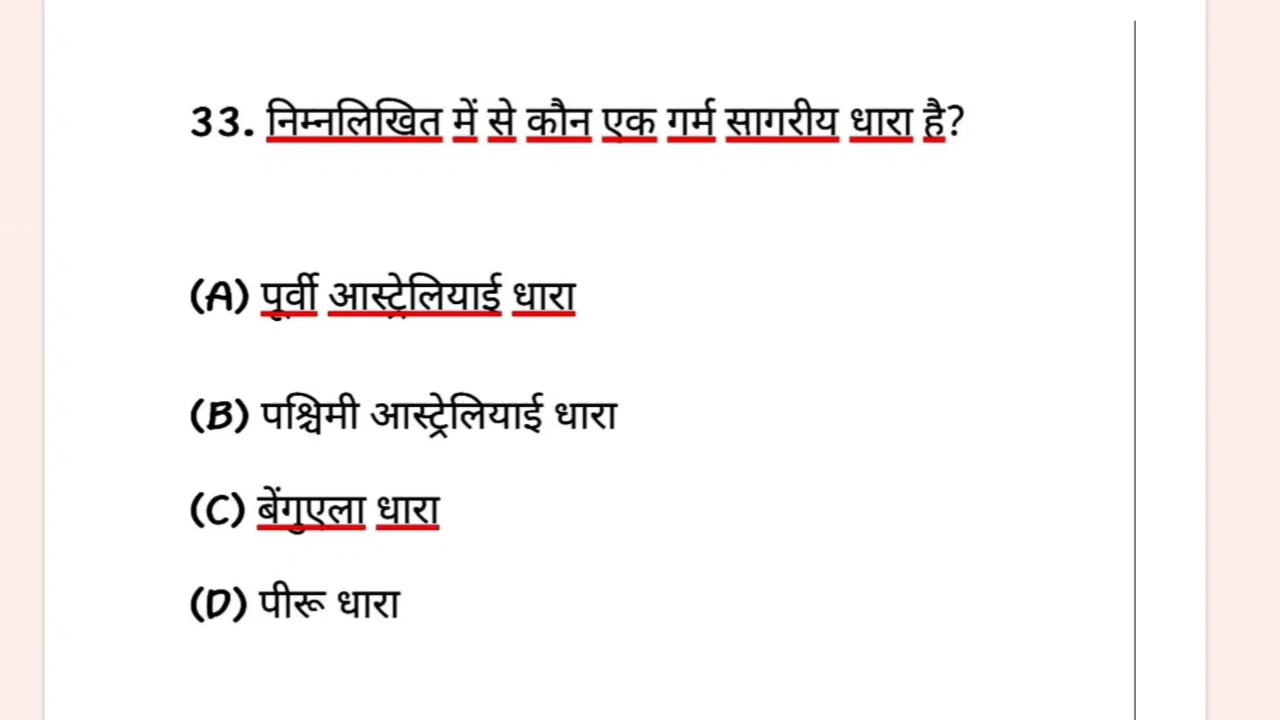 33. निम्नलिखित में से कौन एक गर्म सागरीय धारा है?
(A) पूर्वी आस्ट्रेलियाई धारा
(B) पश्चिमी आस्ट्रेलियाई धारा
(C) बेंगुएला धारा
(D) पीरू धारा